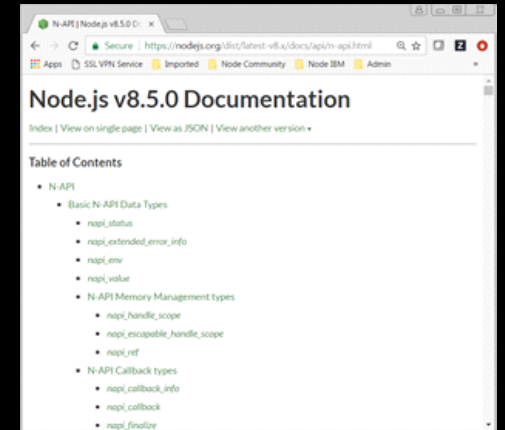 N-API | Node.js v8.5.0 Do
Secure | https://nodejs.org/dist/latest-v8.x/docs/api/n-api.html
Apps SSL VPN Service Imported Node Community Node IBM Admin »
Node.js v8.5.0 Documentation
Index | View on single page | View as JSON | View another version ▾
Table of Contents
• N-API
• Basic N-API Data Types
• napi_status
• napi_extended_error_info
• napi_env
• napi_value
• N-API Memory Management types
• napi_handle_scope
• napi_escapable_handle_scope
• napi_ref
• N-API Callback types
• napi_callback_info
• napi_callback
• napi_finalize